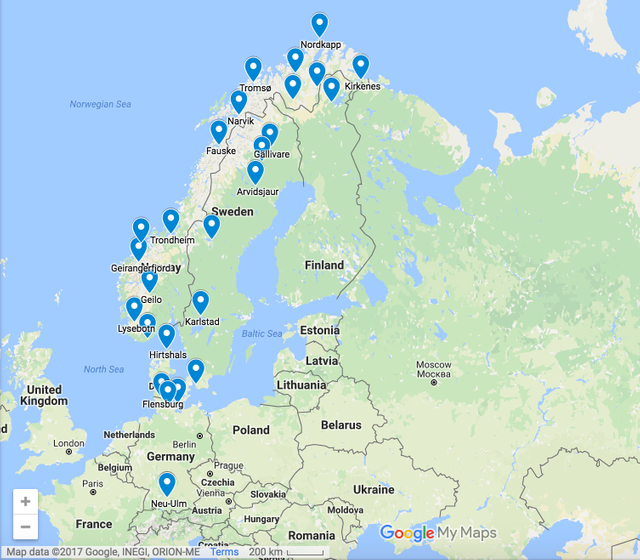 Nordkapp
Tromsø
Kirkenes
Norwegian Sea
Narvik
Fauske
Gällivare
Arvidsjaur
Sweden
Trondheim
Geirangerfjord
Finland
Geilo
Lysebotn
Karlstad
Hirtshals
Baltic Sea
Estonia
North Sea
Latvia
Moscow
Москва
Lithuania
United
Kingdom
Flensburg
Netherlands
Berlin
Poland
Belarus
London
Belgium
Germany
Prague
Paris
Czechia
Neu-Ulm
Vienna
Slovakia
Ukraine
Austria
France
Hungary
Moldova
Romania
Google My Maps
+
−
Map data ©2017 Google, INEGI, ORION-ME
Terms
200 km